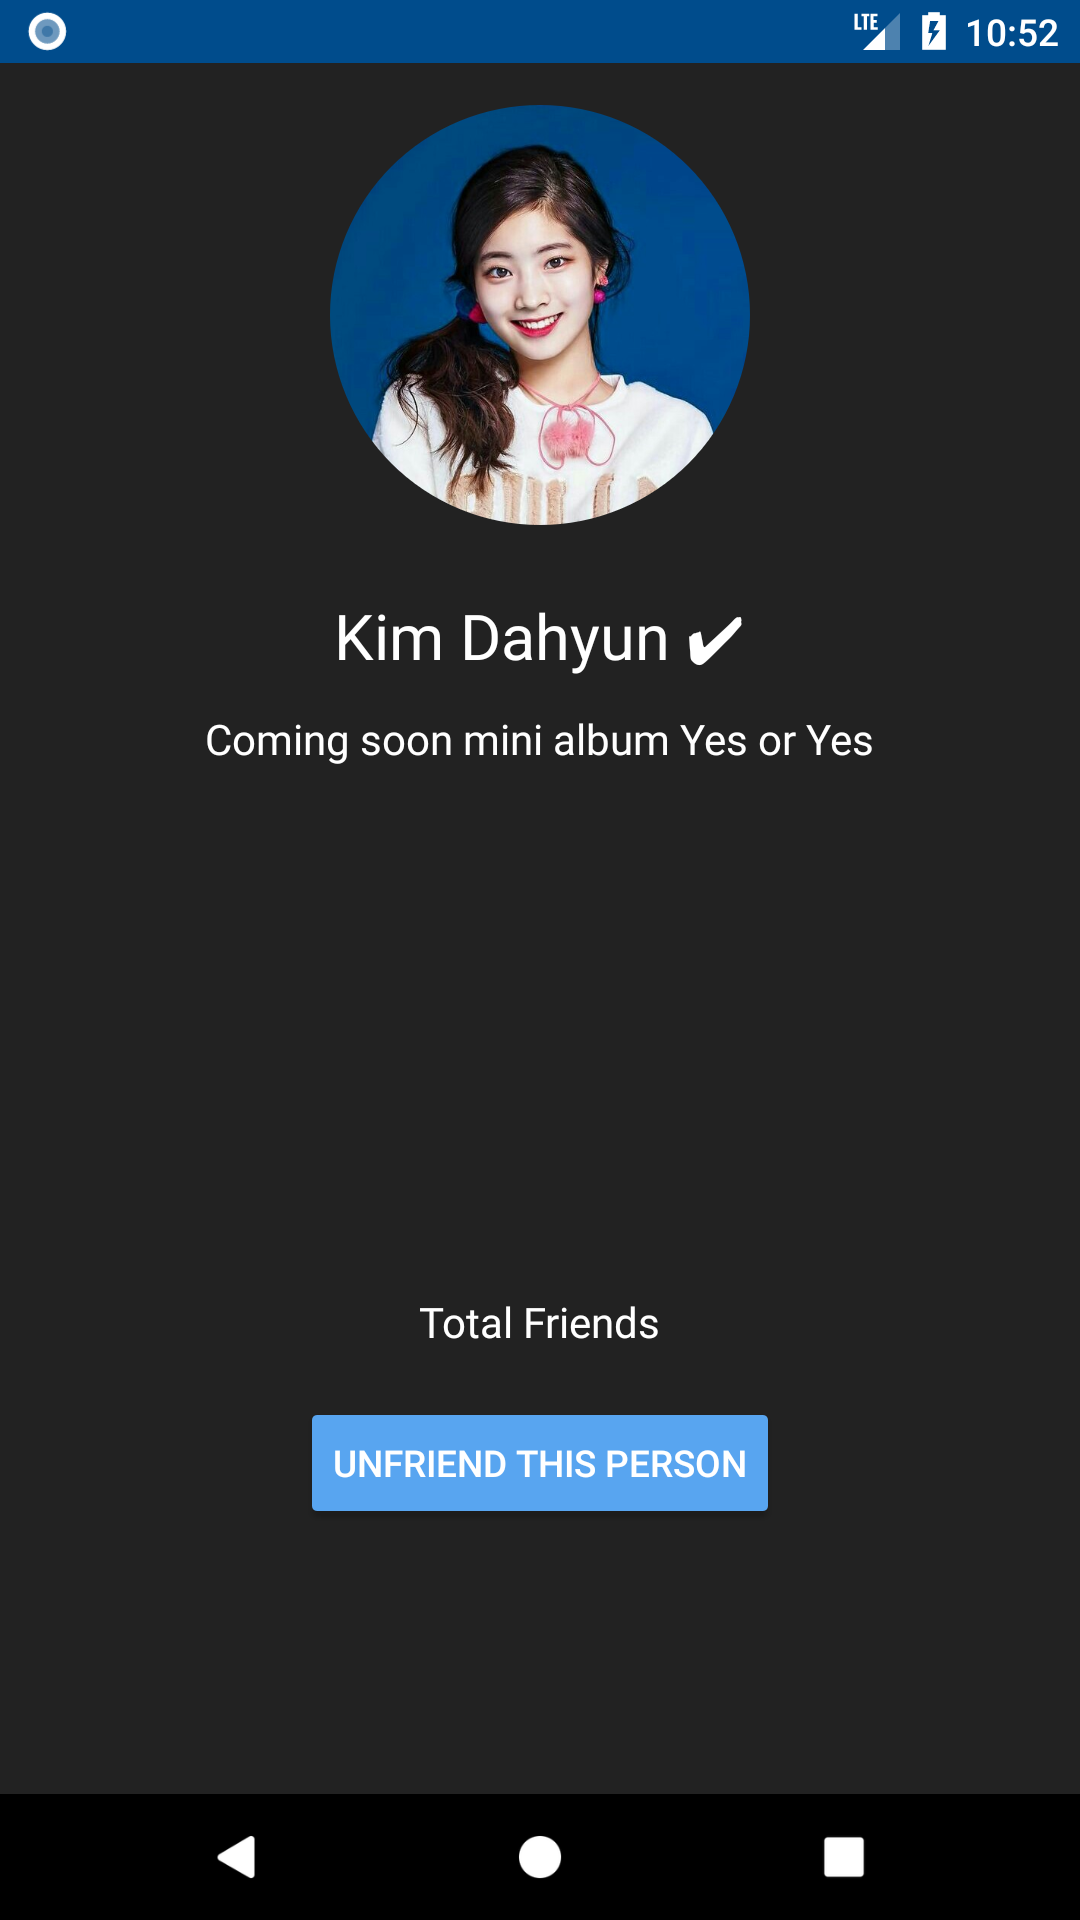 LTE 10:52
Kim Dahyun ✔
Coming soon mini album Yes or Yes
Total Friends
UNFRIEND THIS PERSON